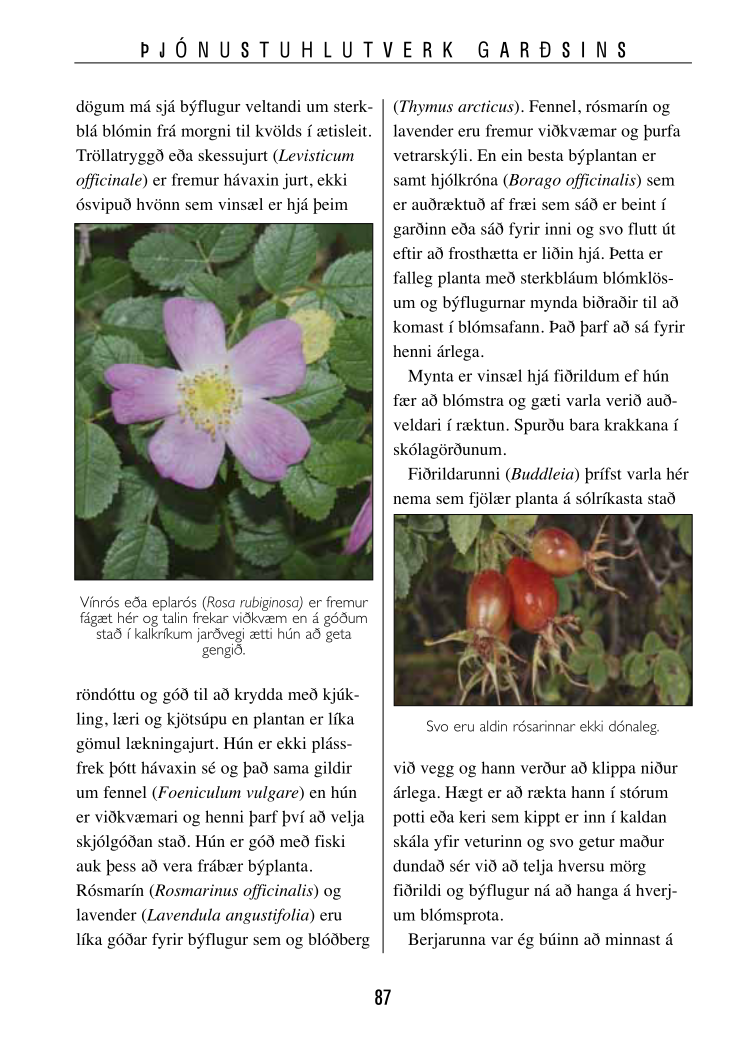 ÞJÓNUSTUHLUTVERK GARÐSINS
dögum má sjá býflugur veltandi um sterk-
blá blómin frá morgni til kvölds í ætisleit.
Tröllatryggð eða skessujurt (Levisticum
officinale) er fremur hávaxin jurt, ekki
ósvipuð hvönn sem vinsæl er hjá þeim
Vínrós eða eplarós (Rosa rubiginosa) er fremur
fágæt hér og talin frekar viðkvæm en á góðum
stað í kalkríkum jarðvegi ætti hún að geta
gengið.
röndóttu og góð til að krydda með kjúk-
ling, læri og kjötsúpu en plantan er líka
gömul lækningajurt. Hún er ekki pláss-
frek þótt hávaxin sé og það sama gildir
um fennel (Foeniculum vulgare) en hún
er viðkvæmari og henni þarf því að velja
skjólgóðan stað. Hún er góð með fiski
auk þess að vera frábær býplanta.
Rósmarín (Rosmarinus officinalis) og
lavender (Lavendula angustifolia) eru
líka góðar fyrir býflugur sem og blóðberg
(Thymus arcticus). Fennel, rósmarín og
lavender eru fremur viðkvæmar og þurfa
vetrarskýli. En ein besta býplantan er
samt hjólkróna (Borago officinalis) sem
er auðræktuð af fræi sem sáð er beint í
garðinn eða sáð fyrir inni og svo flutt út
eftir að frosthætta er liðin hjá. Þetta er
falleg planta með sterkbláum blómklös-
um og býflugurnar mynda biðraðir til að
komast í blómsafann. Það þarf að sá fyrir
henni árlega.
Mynta er vinsæl hjá fiðrildum ef hún
fær að blómstra og gæti varla verið auð-
veldari í ræktun. Spurðu bara krakkana í
skólagörðunum.
Fiðrildarunni (Buddleia) þrífst varla hér
nema sem fjölær planta á sólríkasta stað
Svo eru aldin rósarinnar ekki dónaleg.
við vegg og hann verður að klippa niður
árlega. Hægt er að rækta hann í stórum
potti eða keri sem kippt er inn í kaldan
skála yfir veturinn og svo getur maður
dundað sér við að telja hversu mörg
fiðrildi og býflugur ná að hanga á hverj-
um blómsprota.
Berjarunna var ég búinn að minnast á
87